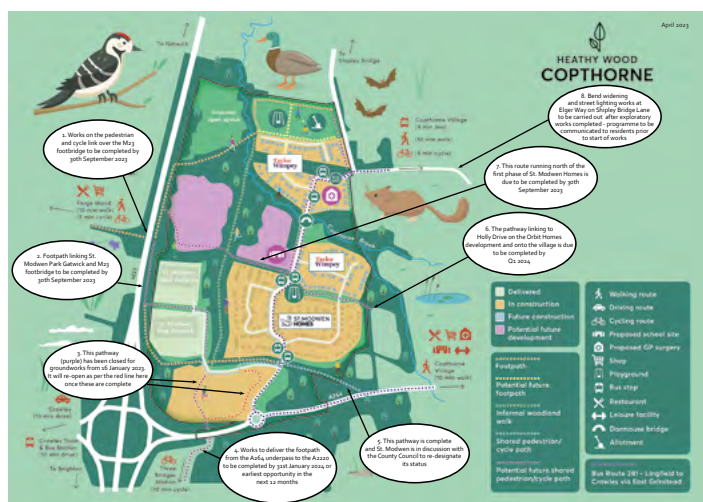 April 2023
HEATHY WOOD
COPTHORNE
To Gatwick
To
Shipley Bridge
1. Works on the pedestrian
and cycle link over the M23
footbridge to be completed by
30th September 2023
8. Bend widening
and street lighting works at
Elger Way on Shipley Bridge Lane
to be carried out after exploratory
works completed - programme to be
communicated to residents prior
to start of works
Copthorne Village
Taylor
Wimpey
7. This route running north of the
first phase of St. Modwen Homes is
due to be completed by 30th
September 2023
2. Footpath linking St.
Modwen Park Gatwick and M23
footbridge to be completed by
30th September 2023
6. The pathway linking to
Holly Drive on the Orbit Homes
development and onto the village is due
to be completed by
Q1 2024
Taylor
Wimpey
ST. MODWEN
HOMES
M23
3. This pathway
(purple) has been closed for
groundworks from 16 January 2023.
It will re-open as per the red line here
once these are complete
Copthorne
Village
(10 min walk)
A264
Crawley
4. Works to deliver the footpath
from the A264 underpass to the A2220
to be completed by 31st January 2024 or
earliest opportunity in the
next 12 months
5. This pathway is complete
and St. Modwen is in discussion with
the County Council to re-designate
its status
To Brighton
Three
Bridges
Station
Delivered
In construction
Future construction
Potential future
development
Footpath
Potential future
footpath
Informal woodland
walk
Shared pedestrian/
cycle path
Potential future shared
pedestrian/cycle path
Walking route
Driving route
Cycling route
Proposed school site
Proposed GP surgery
Shop
Playground
Bus stop
Restaurant
Leisure facility
Dormouse bridge
Allotment
Bus Route 281 - Lingfield to
Crawley via East Grinstead